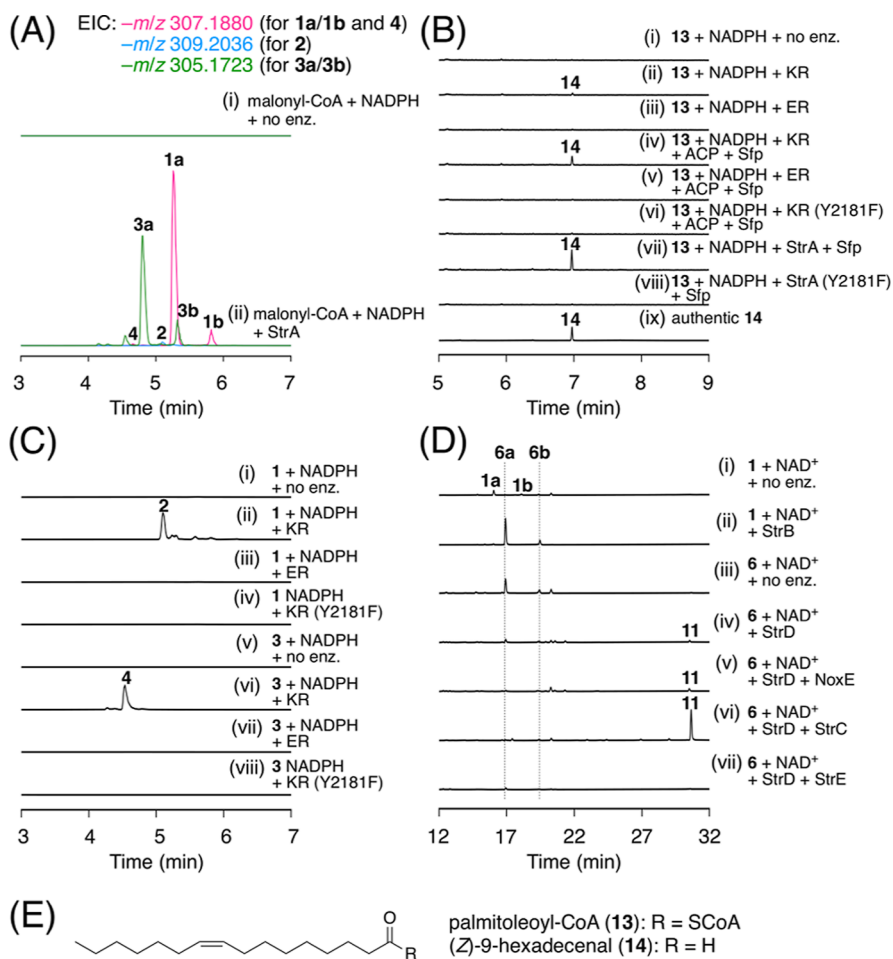 (A)
EIC: –m/z 307.1880 (for 1a/1b and 4)
–m/z 309.2036 (for 2)
–m/z 305.1723 (for 3a/3b)
(i) malonyl-CoA + NADPH
+ no enz.
1a
3a
3b
(ii) malonyl-CoA + NADPH
+ StrA
4
2
1b
3 4 5 6 7
Time (min)
(B)
(i) 13 + NADPH + no enz.
(ii) 13 + NADPH + KR
14
(iii) 13 + NADPH + ER
(iv) 13 + NADPH + KR
+ ACP + Sfp
14
(v) 13 + NADPH + ER
+ ACP + Sfp
(vi) 13 + NADPH + KR (Y2181F)
+ ACP + Sfp
14
(vii) 13 + NADPH + StrA + Sfp
(viii) 13 + NADPH + StrA (Y2181F)
+ Sfp
14
(ix) authentic 14
5 6 7 8 9
Time (min)
(C)
(i) 1 + NADPH
+ no enz.
2
(ii) 1 + NADPH
+ KR
(iii) 1 + NADPH
+ ER
(iv) 1 NADPH
+ KR (Y2181F)
(v) 3 + NADPH
+ no enz.
4
(vi) 3 + NADPH
+ KR
(vii) 3 + NADPH
+ ER
(viii) 3 NADPH
+ KR (Y2181F)
3 4 5 6 7
Time (min)
(D)
6a 6b
1a 1b
(i) 1 + NAD+
+ no enz.
(ii) 1 + NAD+
+ StrB
(iii) 6 + NAD+
+ no enz.
(iv) 6 + NAD+
+ StrD
11
(v) 6 + NAD+
+ StrD + NoxE
11
(vi) 6 + NAD+
+ StrD + StrC
11
(vii) 6 + NAD+
+ StrD + StrE
12 17 22 27 32
Time (min)
(E)
O
R
palmitoleoyl-CoA (13): R = SCoA
(Z)-9-hexadecenal (14): R = H